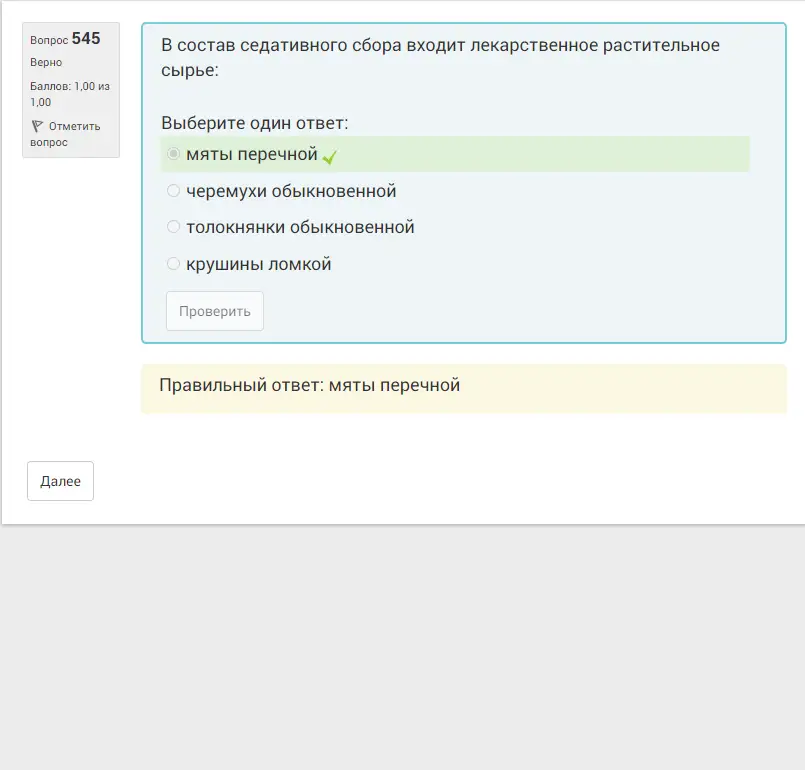 Вопрос 545
Верно
Баллов: 1,00 из
1,00
Отметить
вопрос
В состав седативного сбора входит лекарственное растительное
сырье:
Выберите один ответ:
мяты перечной
черемухи обыкновенной
толокнянки обыкновенной
крушины ломкой
Проверить
Правильный ответ: мяты перечной
Далее